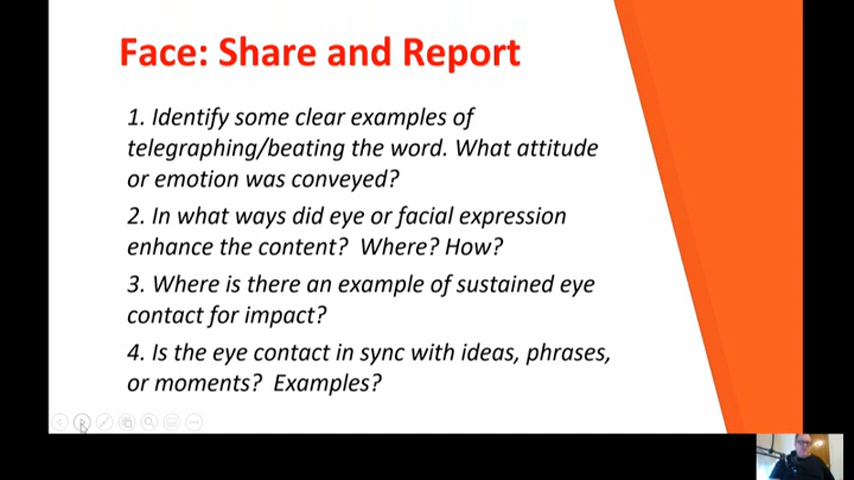 Face: Share and Report
1. Identify some clear examples of
telegraphing/beating the word. What attitude
or emotion was conveyed?
2. In what ways did eye or facial expression
enhance the content?  Where? How?
3. Where is there an example of sustained eye
contact for impact?
4. Is the eye contact in sync with ideas, phrases,
or moments?  Examples?